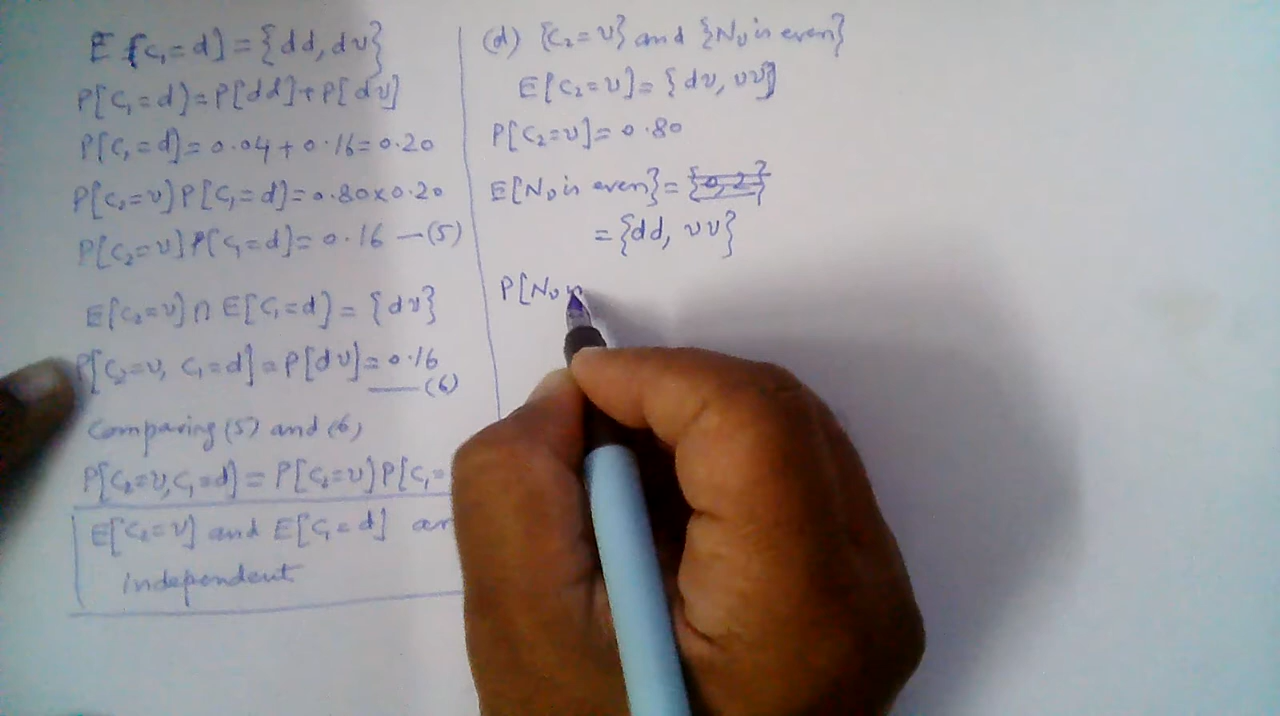 E[C₁=d]={dd, dv}
P[C₁=d]=P[dd]+P[dv]
P[C₁=d]=0.04+0.16=0.20
P[C₂=v]P[C₁=d]=0.80×0.20
P[C₂=v]P[C₁=d]=0.16 —(5)
E[C₂=v]∩E[C₁=d]={dv}
P[C₂=v, C₁=d]=P[dv]=0.16
—(6)
Comparing (5) and (6)
P[C₂=v,C₁=d]=P[C₂=v]P[C₁=
E[C₂=v] and E[C₁=d] ar
independent
(d) {C₂=v} and {Nᵥ is even}
E[C₂=v]={dv, vv}
P[C₂=v]=0.80
E[Nᵥ is even}={0,2}
={dd, vv}
P[Nᵥ